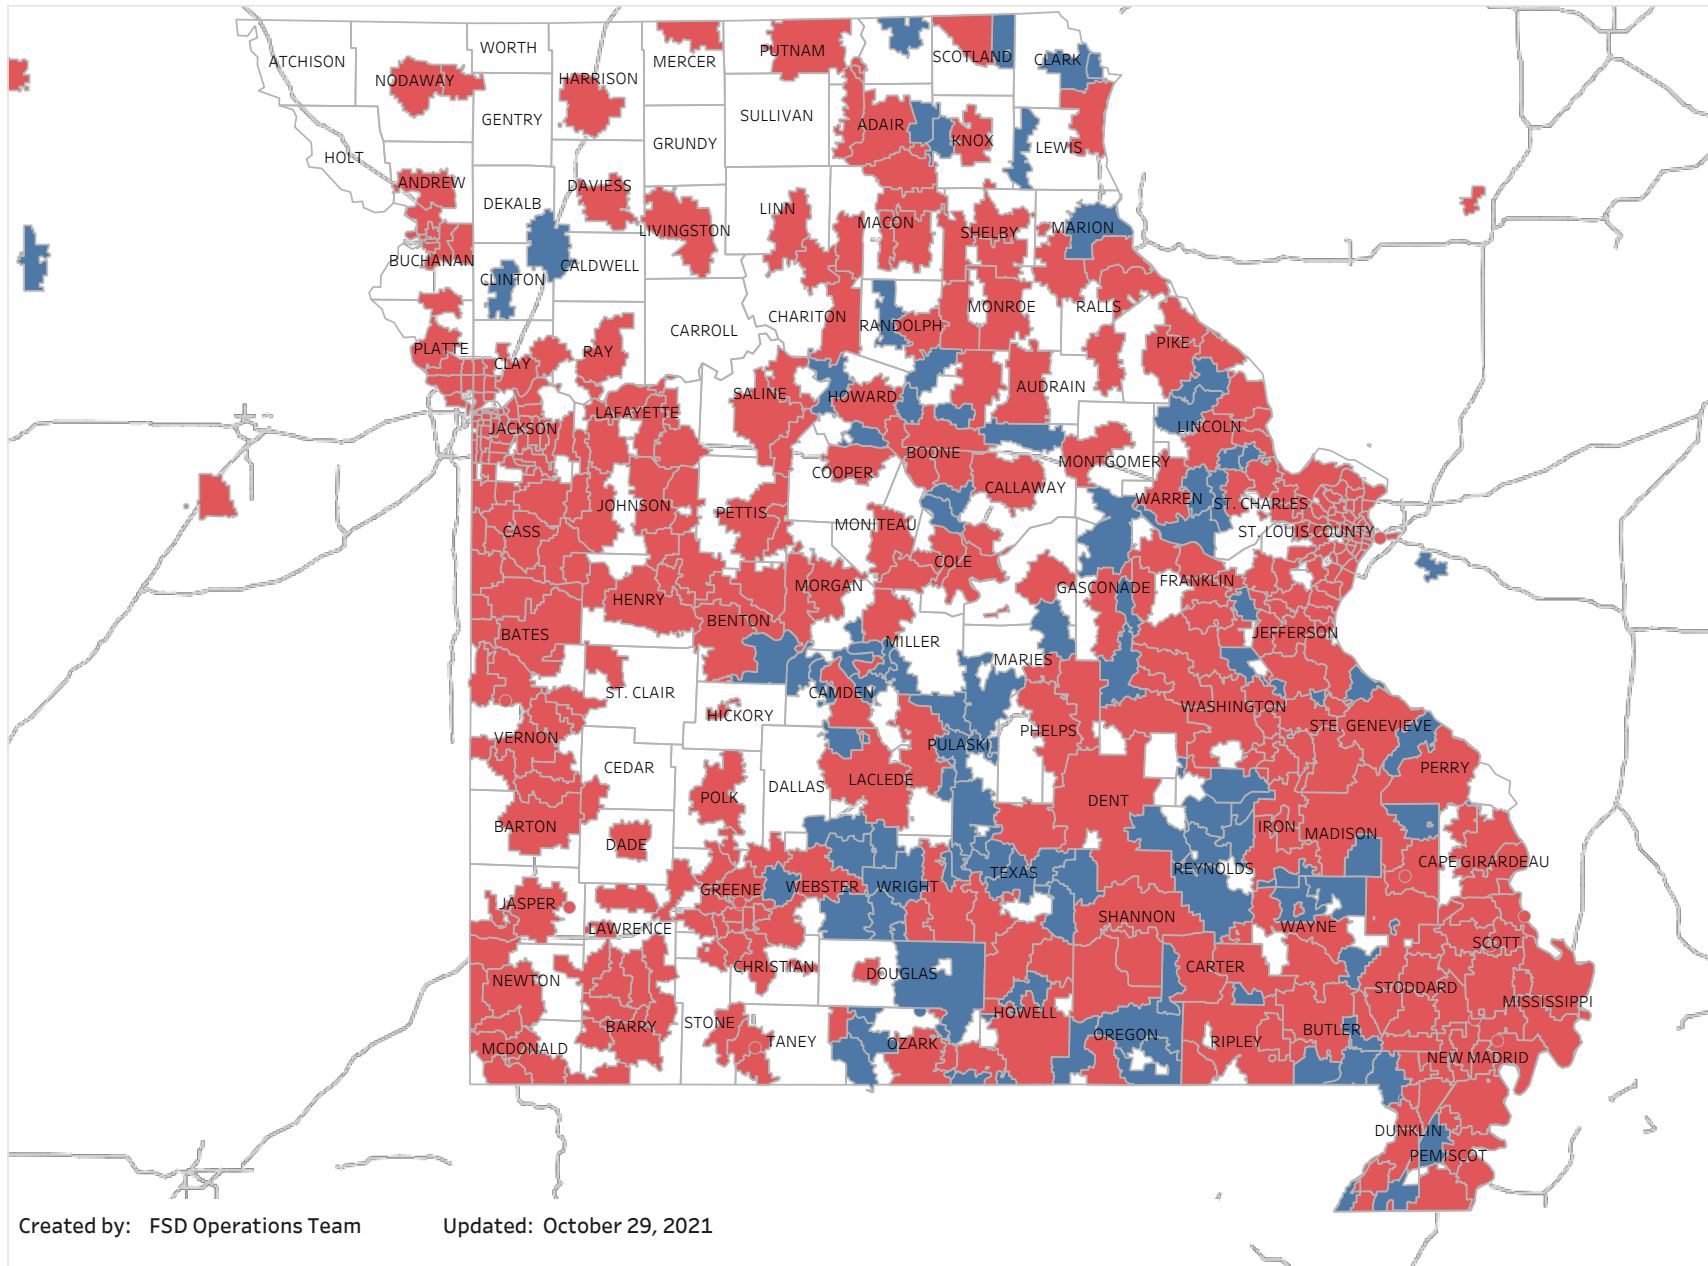 WORTH
ATCHISON
MERCER
PUTNAM
SCOTLAND
CLARK
NODAWAY
HARRISON
GENTRY
SULLIVAN
ADAIR
KNOX
LEWIS
GRUNDY
HOLT
ANDREW
DAVIESS
DEKALB
LINN
MACON
LIVINGSTON
SHELBY
MARION
BUCHANAN
CALDWELL
CLINTON
CHARITON
RANDOLPH
MONROE
RALLS
CARROLL
PIKE
PLATTE
CLAY
RAY
AUDRAIN
SALINE
HOWARD
LAFAYETTE
JACKSON
LINCOLN
BOONE
COOPER
MONTGOMERY
CALLAWAY
WARREN
ST. CHARLES
JOHNSON
PETTIS
CASS
MONITEAU
ST. LOUIS COUNTY
COLE
MORGAN
GASCONADE
FRANKLIN
HENRY
BENTON
BATES
MILLER
JEFFERSON
MARIES
ST. CLAIR
CAMDEN
WASHINGTON
HICKORY
STE. GENEVIEVE
VERNON
PULASKI
PHELPS
CEDAR
PERRY
POLK
DALLAS
LACLEDE
DENT
BARTON
IRON
MADISON
DADE
CAPE GIRARDEAU
REYNOLDS
TEXAS
GREENE
WEBSTER
WRIGHT
JASPER
SHANNON
LAWRENCE
WAYNE
SCOTT
CHRISTIAN
DOUGLAS
CARTER
NEWTON
STODDARD
MISSISSIPPI
HOWELL
BARRY
STONE
TANEY
OZARK
OREGON
RIPLEY
BUTLER
MCDONALD
NEW MADRID
DUNKLIN
PEMISCOT
Created by: FSD Operations Team Updated: October 29, 2021